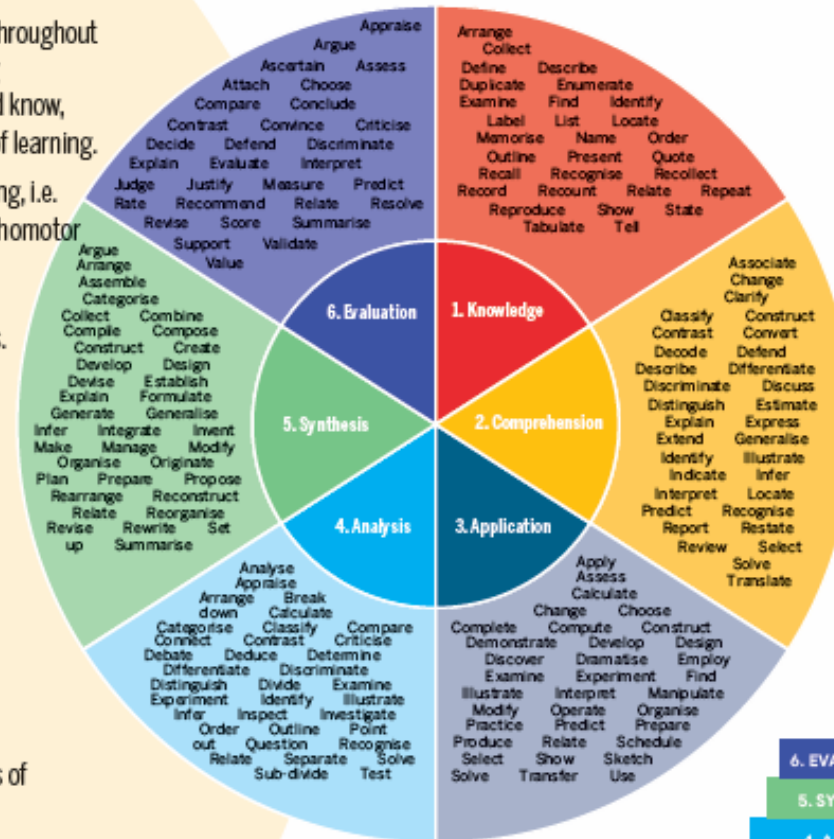 hroughout
d know,
of learning.
ng, i.e.
homotor
s.
s of
6. Evaluation
Appraise
Argue
Ascertain Assess
Attach Choose
Compare Conclude
Contrast Convince Criticise
Decide Defend Discriminate
Explain Evaluate Interpret
Judge Justify Measure Predict
Rate Recommend Relate Resolve
Revise Score Summarise
Support Validate
Value
1. Knowledge
Arrange
Collect
Define Describe
Duplicate Enumerate
Examine Find Identify
Label List Locate
Memorise Name Order
Outline Present Quote
Recall Recognise Recollect
Record Recount Relate Repeat
Reproduce Show State
Tabulate Tell
2. Comprehension
Associate
Change
Clarify
Classify Construct
Contrast Convert
Decode Defend
Describe Differentiate
Discriminate Discuss
Distinguish Estimate
Explain Express
Extend Generalise
Identify Illustrate
Indicate Infer
Interpret Locate
Predict Recognise
Report Restate
Review Select
Solve
Translate
3. Application
Apply
Assess
Calculate
Change Choose
Complete Compute Construct
Demonstrate Develop Design
Discover Dramatise Employ
Examine Experiment Find
Illustrate Interpret Manipulate
Modify Operate Organise
Practice Predict Prepare
Produce Relate Schedule
Select Show Sketch
Solve Transfer Use
4. Analysis
Analyse
Appraise
Arrange Break
down Calculate
Categorise Classify Compare
Connect Contrast Criticise
Debate Deduce Determine
Differentiate Discriminate
Distinguish Divide Examine
Experiment Identify Illustrate
Infer Inspect Investigate
Order Outline Point
out Question Recognise
Relate Separate Solve
Sub-divide Test
5. Synthesis
Argue
Arrange
Assemble
Categorise
Collect Combine
Compile Compose
Construct Create
Develop Design
Devise Establish
Explain Formulate
Generate Generalise
Infer Integrate Invent
Make Manage Modify
Organise Originate
Plan Prepare Propose
Rearrange Reconstruct
Relate Reorganise
Revise Rewrite Set
up Summarise
6. EVA
5. SY